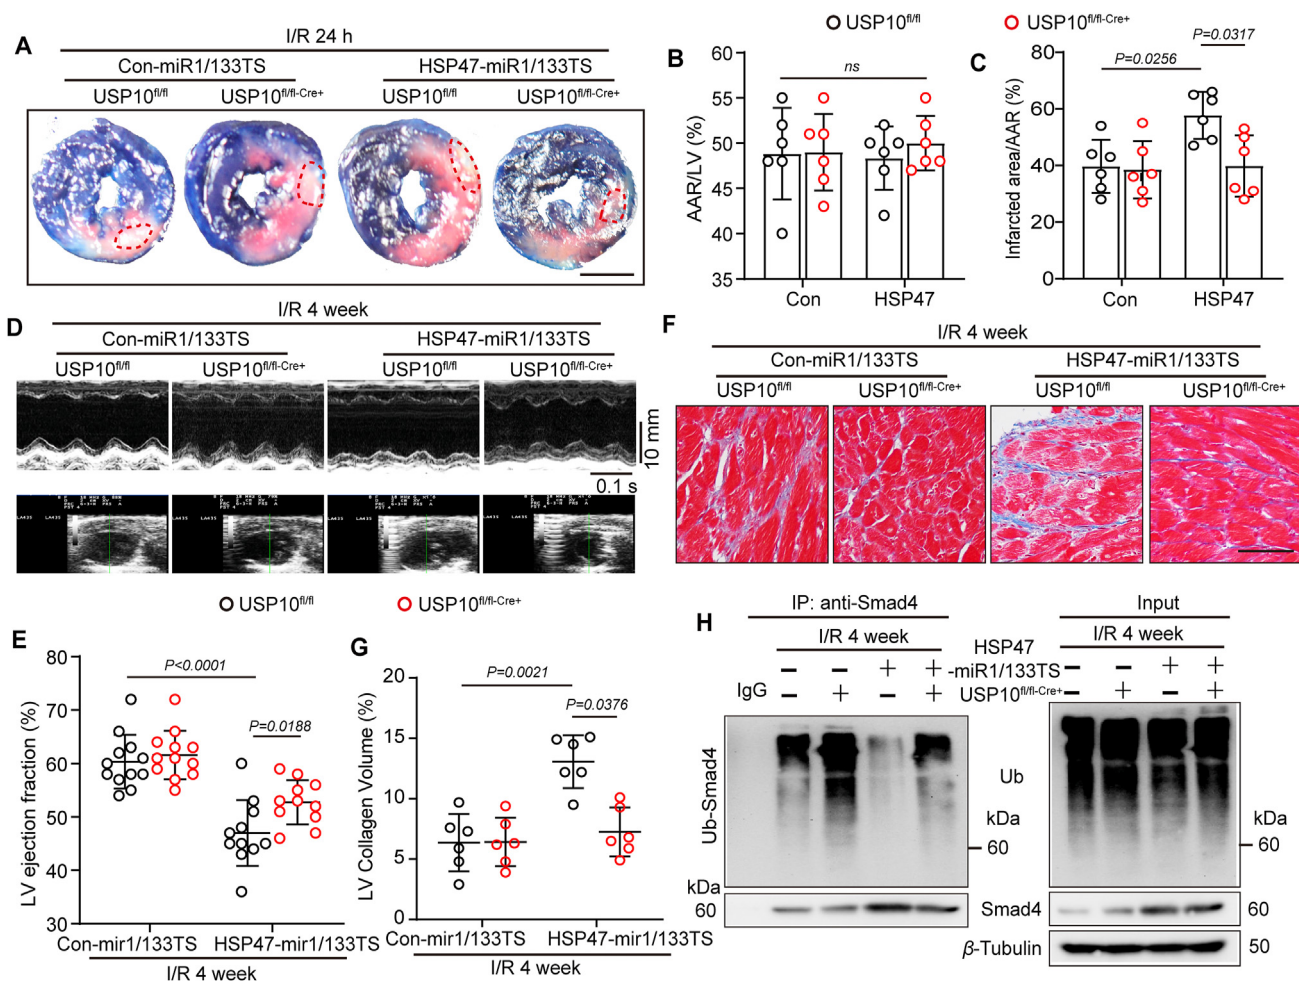 A
I/R 24 h
Con-miR1/133TS
HSP47-miR1/133TS
USP10fl/fl
USP10fl/fl-Cre+
USP10fl/fl
USP10fl/fl-Cre+
USP10fl/fl
USP10fl/fl-Cre+
B
AAR/LV (%)
60
55
50
45
40
35
ns
Con
HSP47
C
Infarcted area/AAR (%)
80
60
40
20
0
P=0.0256
P=0.0317
Con
HSP47
D
I/R 4 week
Con-miR1/133TS
HSP47-miR1/133TS
USP10fl/fl
USP10fl/fl-Cre+
USP10fl/fl
USP10fl/fl-Cre+
10 mm
0.1 s
LA435
LA435
LA435
LA435
USP10fl/fl
USP10fl/fl-Cre+
E
LV ejection fraction (%)
80
70
60
50
40
30
P<0.0001
P=0.0188
Con-mir1/133TS
HSP47-mir1/133TS
I/R 4 week
F
I/R 4 week
Con-miR1/133TS
HSP47-miR1/133TS
USP10fl/fl
USP10fl/fl-Cre+
USP10fl/fl
USP10fl/fl-Cre+
G
LV Collagen Volume (%)
20
15
10
5
0
P=0.0021
P=0.0376
Con-mir1/133TS
HSP47-mir1/133TS
I/R 4 week
H
IP: anti-Smad4
Input
I/R 4 week
I/R 4 week
HSP47
-miR1/133TS
− − + +
− − + +
IgG
USP10fl/fl-Cre+
− + − +
− + − +
Ub-Smad4
Ub
kDa
60
kDa
60
kDa
60
Smad4
60
β-Tubulin
50